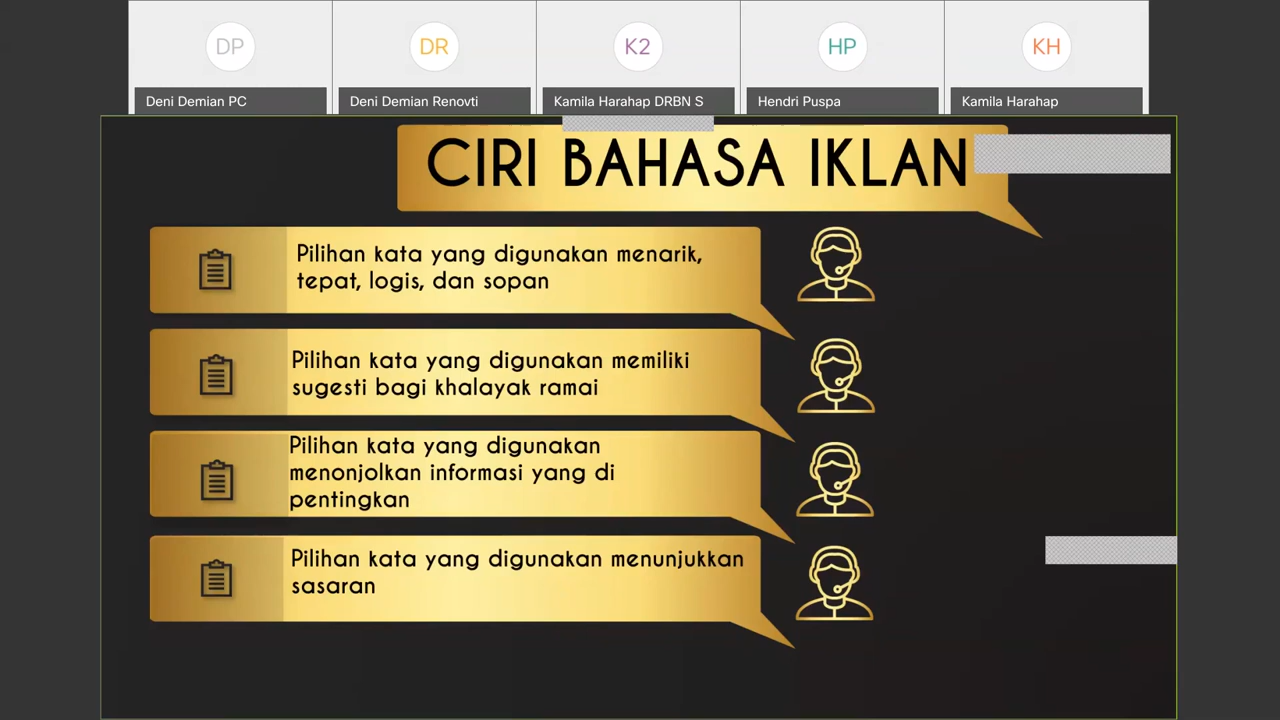 DP
DR
K2
HP
KH
Deni Demian PC
Deni Demian Renovti
Kamila Harahap DRBN S
Hendri Puspa
Kamila Harahap
CIRI BAHASA IKLAN
Pilihan kata yang digunakan menarik,
tepat, logis, dan sopan
Pilihan kata yang digunakan memiliki
sugesti bagi khalayak ramai
Pilihan kata yang digunakan
menonjolkan informasi yang di
pentingkan
Pilihan kata yang digunakan menunjukkan
sasaran